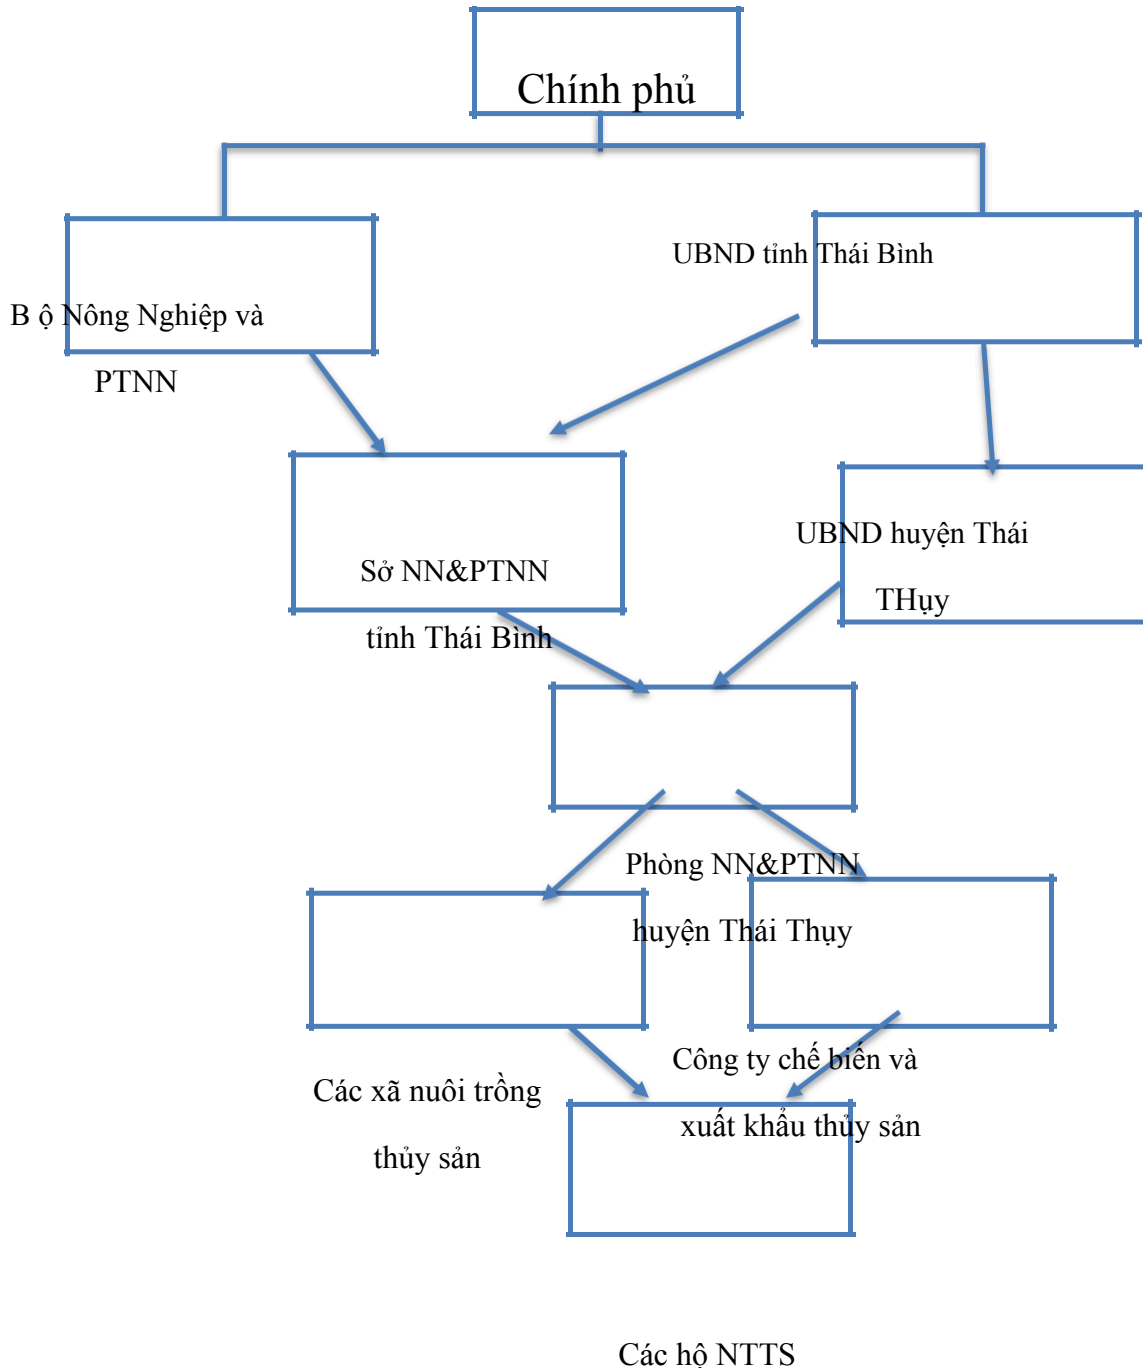 Chính phủ
UBND tỉnh Thái Bình
B ộ Nông Nghiệp và
PTNN
UBND huyện Thái
THụy
Sở NN&PTNN
tỉnh Thái Bình
Phòng NN&PTNN
huyện Thái Thụy
Công ty chế biến và
xuất khẩu thủy sản
Các xã nuôi trồng
thủy sản
Các hộ NTTS